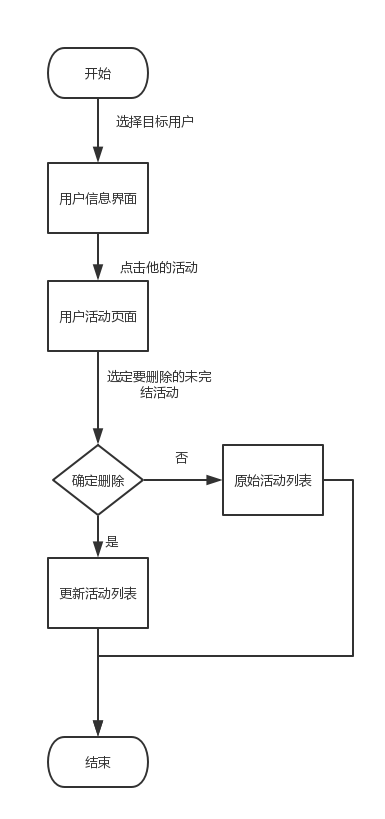 开始
选择目标用户
用户信息界面
点击他的活动
用户活动页面
选定要删除的未完
结活动
确定删除
否
原始活动列表
是
更新活动列表
结束